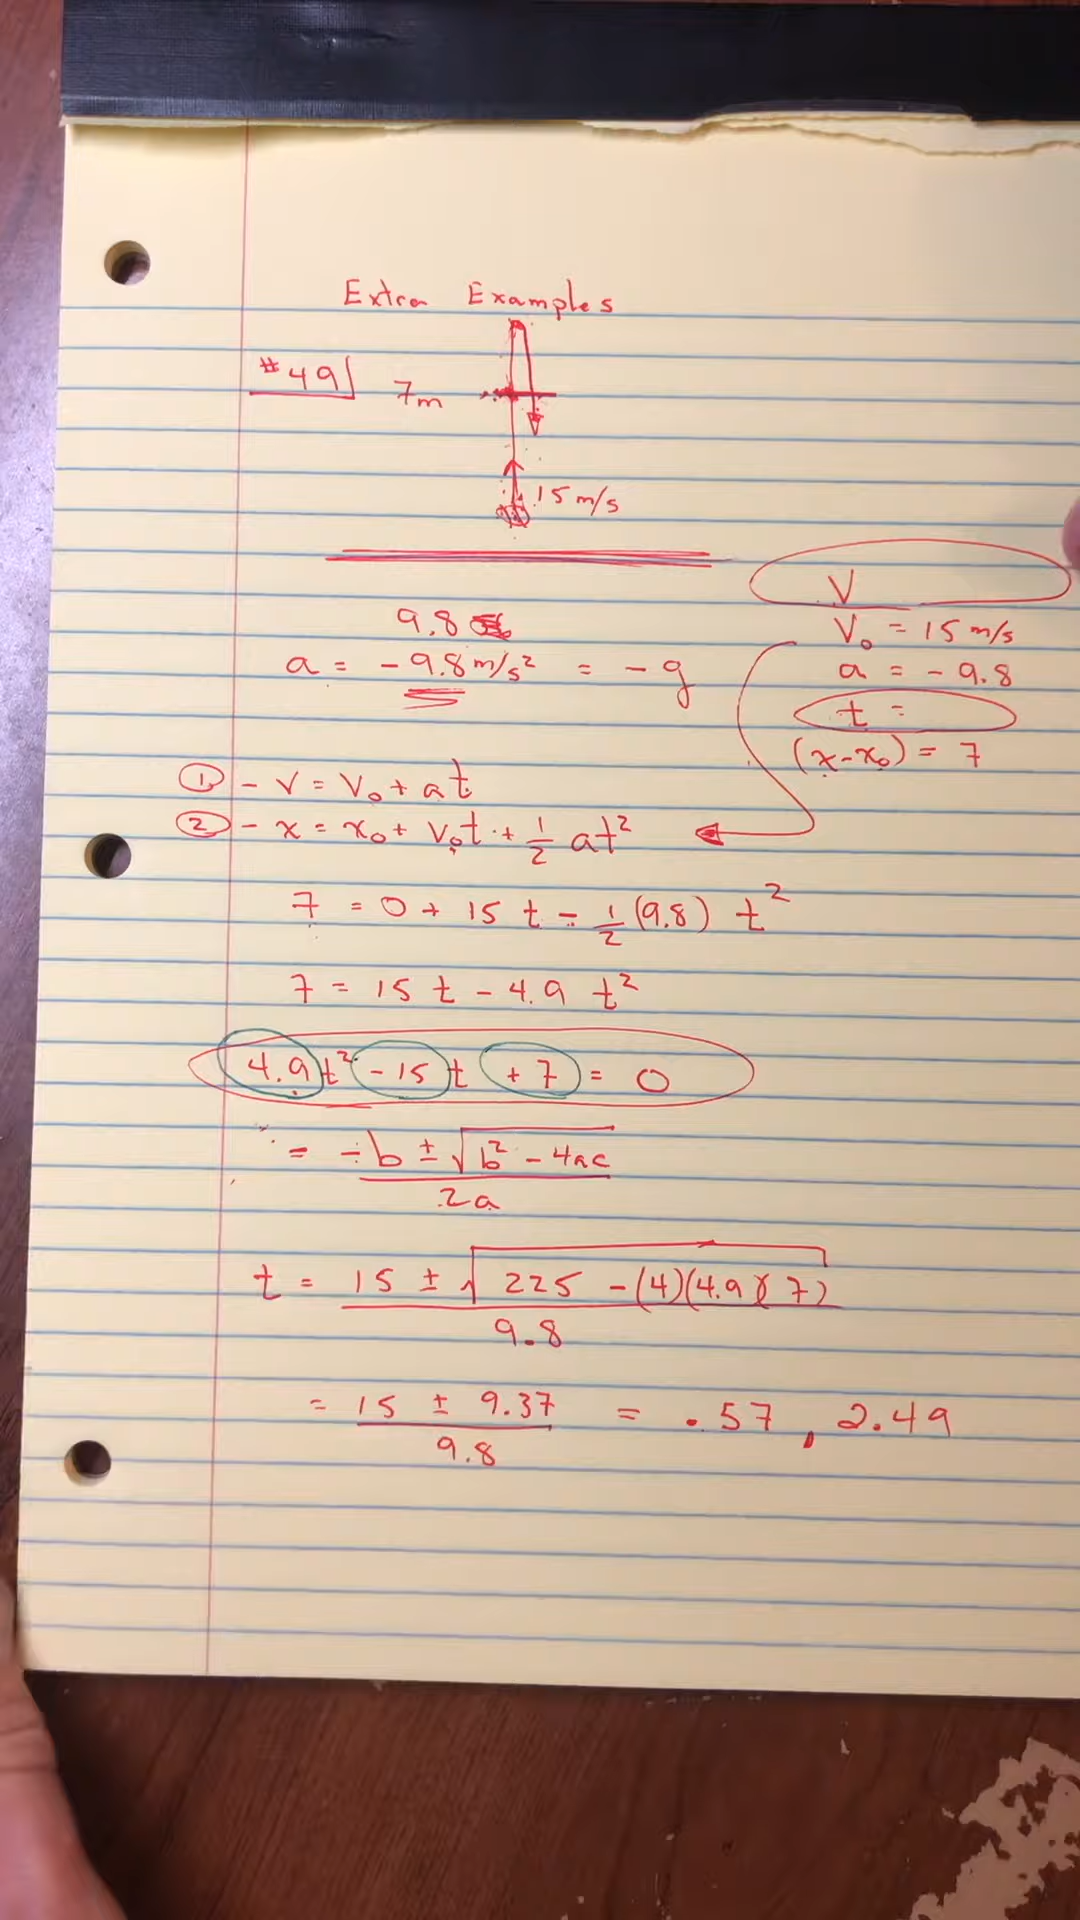 Extra Examples
#49 7m
15 m/s
9.8
a = -9.8 m/s² = -g
V
V₀ = 15 m/s
a = -9.8
t =
(x-x₀) = 7
① - V = V₀ + at
② - x = x₀ + V₀t + 1/2 at²
7 = 0 + 15 t - 1/2 (9.8) t²
7 = 15 t - 4.9 t²
4.9t² - 15t + 7 = 0
= -b ± √(b² - 4ac) / 2a
t = 15 ± √(225 - (4)(4.9)(7)) / 9.8
= 15 ± 9.37 / 9.8 = .57, 2.49